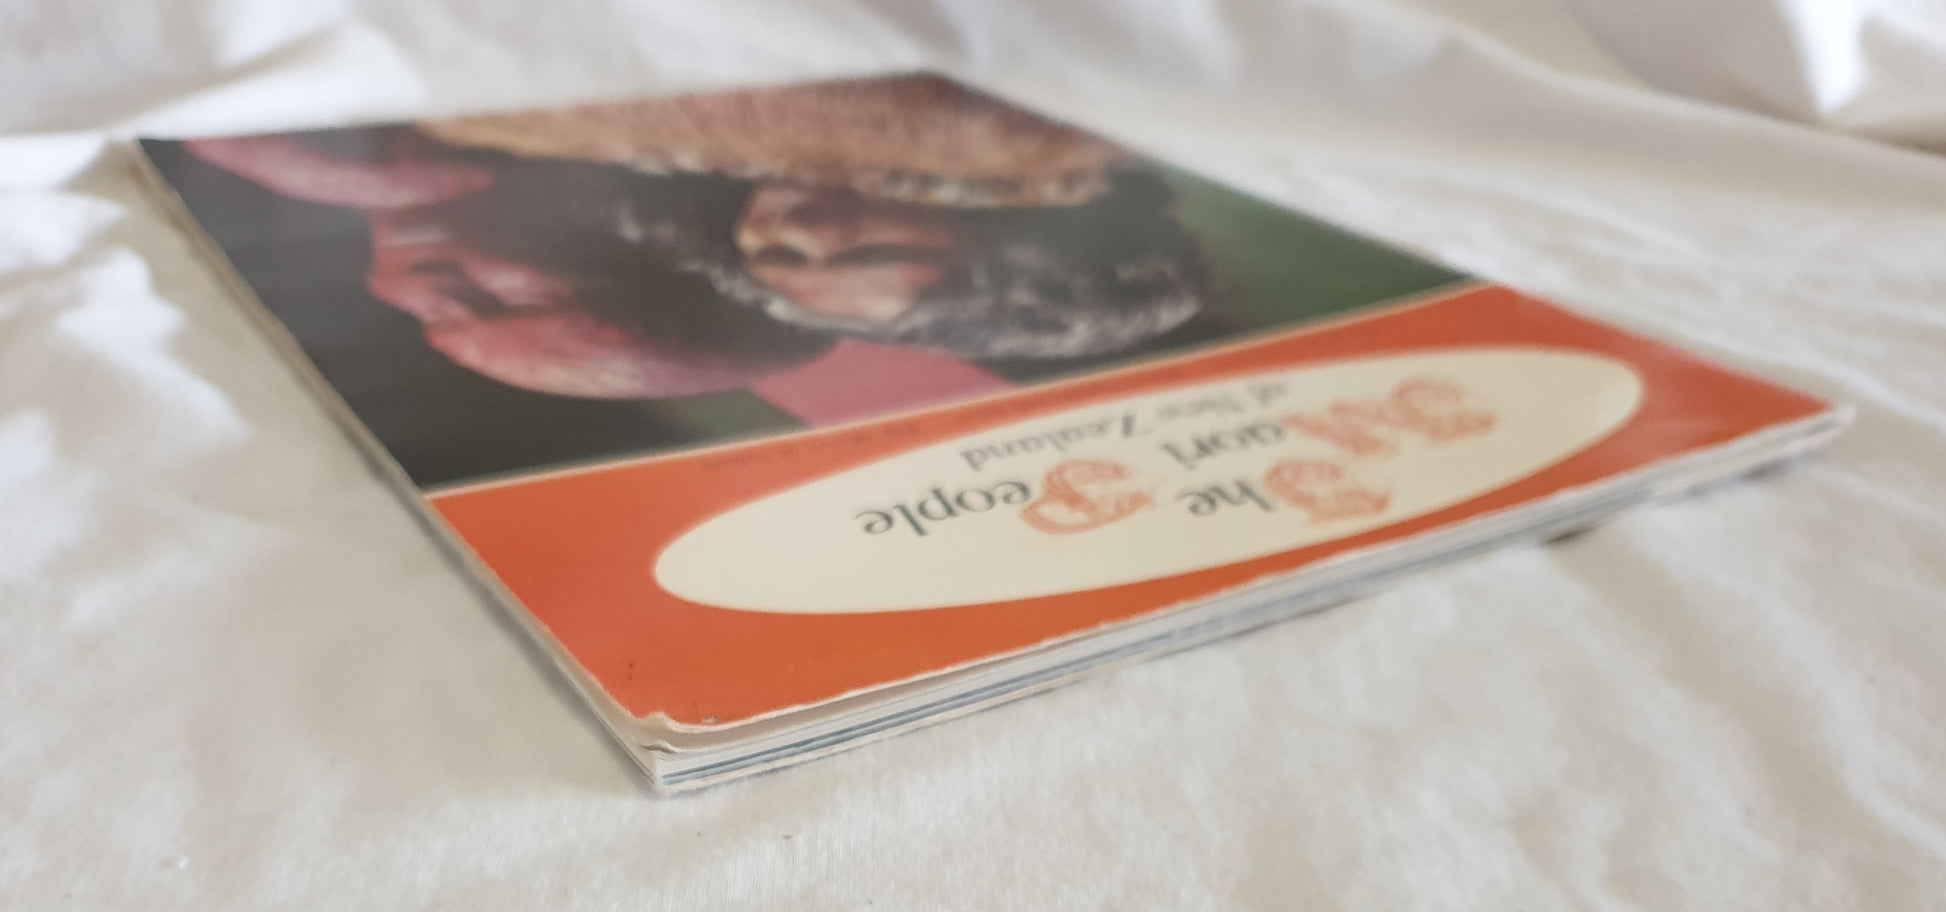 The
Maori People
of New Zealand